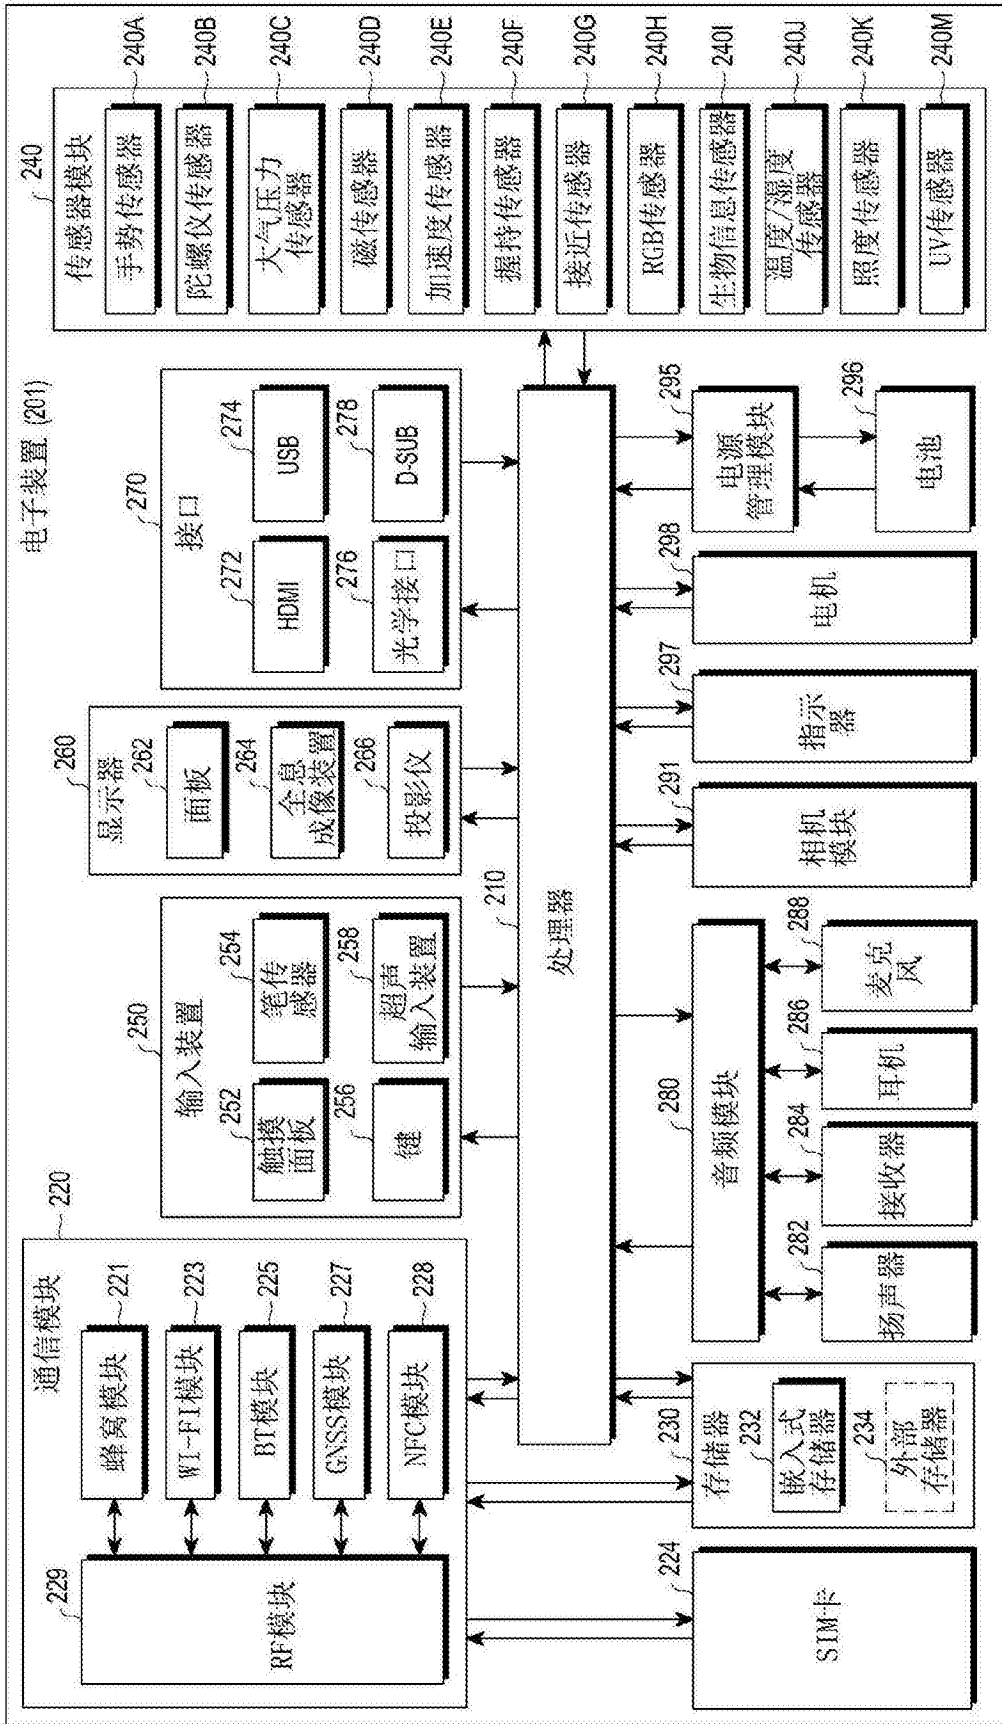 电子装置 (201)
220
通信模块
229
RF模块
蜂窝模块
221
WI-FI模块
223
BT模块
225
GNSS模块
227
NFC模块
228
250
输入装置
252
触摸
面板
254
笔传
感器
256
键
258
超声
输入装置
260
显示器
262
面板
264
全息
成像装置
266
投影仪
270
接口
272
HDMI
274
USB
276
光学接口
278
D-SUB
240
传感器模块
手势传感器
240A
陀螺仪传感器
240B
大气压力
传感器
240C
磁传感器
240D
加速度传感器
240E
握持传感器
240F
接近传感器
240G
RGB传感器
240H
生物信息传感器
240I
温度/湿度
传感器
240J
照度传感器
240K
UV传感器
240M
210
处理器
224
SIM卡
230
存储器
232
嵌入式
存储器
234
外部
存储器
280
音频模块
282
扬声器
284
接收器
286
耳机
288
麦克
风
291
相机
模块
297
指示
器
298
电机
295
电源
管理模块
296
电池